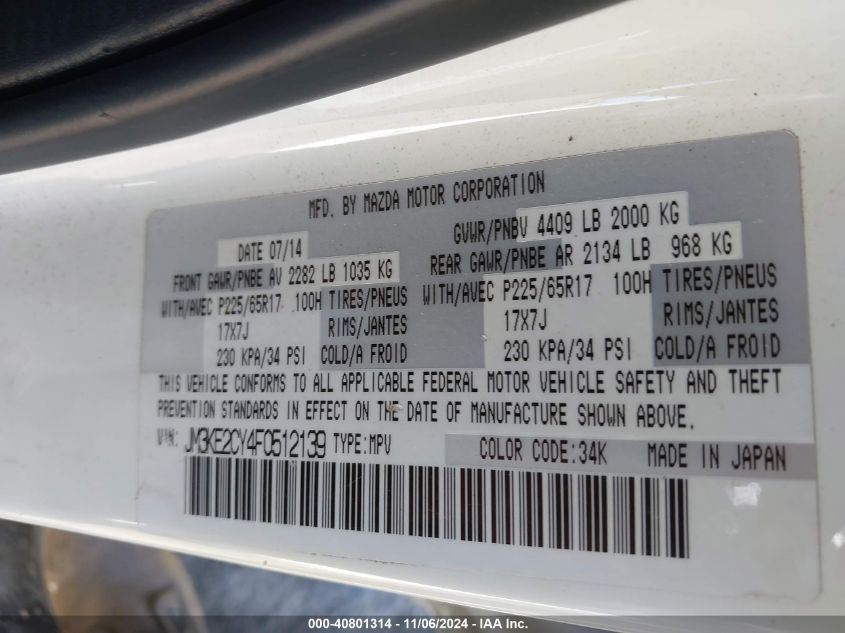 MFD. BY MAZDA MOTOR CORPORATION
DATE 07/14 GVWR/PNBV 4409 LB 2000 KG
FRONT GAWR/PNBE AV 2282 LB 1035 KG REAR GAWR/PNBE AR 2134 LB 968 KG
WITH/AVEC P225/65R17 100H TIRES/PNEUS WITH/AVEC P225/65R17 100H TIRES/PNEUS
17X7J RIMS/JANTES 17X7J RIMS/JANTES
230 KPA/34 PSI COLD/A FROID 230 KPA/34 PSI COLD/A FROID
THIS VEHICLE CONFORMS TO ALL APPLICABLE FEDERAL MOTOR VEHICLE SAFETY AND THEFT
PREVENTION STANDARDS IN EFFECT ON THE DATE OF MANUFACTURE SHOWN ABOVE.
VIN: JM3KE2CY4F0512139 TYPE:MPV COLOR CODE:34K MADE IN JAPAN
000-40801314 - 11/06/2024 - IAA Inc.